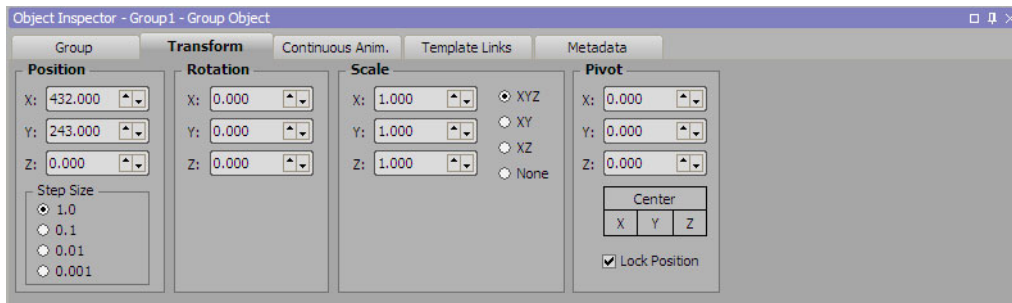 Object Inspector - Group1 - Group Object
Group Transform Continuous Anim. Template Links Metadata
Position Rotation Scale Pivot
X: 432.000 X: 0.000 X: 1.000 XYZ X: 0.000
Y: 243.000 Y: 0.000 Y: 1.000 XY Y: 0.000
XZ
Z: 0.000 Z: 0.000 Z: 1.000 None Z: 0.000
Step Size
1.0
0.1
0.01
0.001
Center
X Y Z
Lock Position